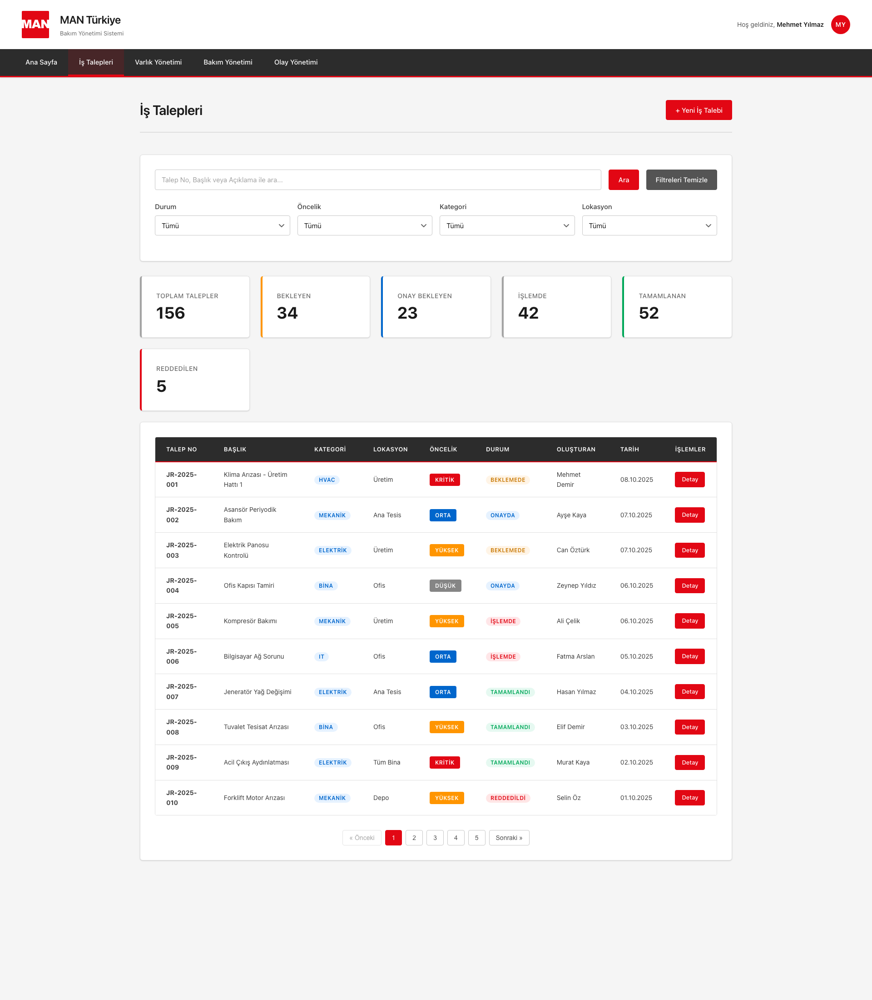 MAN
MAN Türkiye
Bakım Yönetimi Sistemi
Hoş geldiniz, Mehmet Yılmaz
MY
Ana Sayfa
İş Talepleri
Varlık Yönetimi
Bakım Yönetimi
Olay Yönetimi
İş Talepleri
+ Yeni İş Talebi
Talep No, Başlık veya Açıklama ile ara...
Ara
Filtreleri Temizle
Durum
Öncelik
Kategori
Lokasyon
Tümü
Tümü
Tümü
Tümü
TOPLAM TALEPLER
156
BEKLEYEN
34
ONAY BEKLEYEN
23
İŞLEMDE
42
TAMAMLANAN
52
REDDEDİLEN
5
TALEP NO BAŞLIK KATEGORİ LOKASYON ÖNCELİK DURUM OLUŞTURAN TARİH İŞLEMLER
JR-2025-
001
Klima Arızası - Üretim
Hattı 1
HVAC
Üretim
KRİTİK
BEKLEMEDE
Mehmet
Demir
08.10.2025
Detay
JR-2025-
002
Asansör Periyodik
Bakım
MEKANİK
Ana Tesis
ORTA
ONAYDA
Ayşe Kaya
07.10.2025
Detay
JR-2025-
003
Elektrik Panosu
Kontrolü
ELEKTRİK
Üretim
YÜKSEK
BEKLEMEDE
Can Öztürk
07.10.2025
Detay
JR-2025-
004
Ofis Kapısı Tamiri
BİNA
Ofis
DÜŞÜK
ONAYDA
Zeynep Yıldız
06.10.2025
Detay
JR-2025-
005
Kompresör Bakımı
MEKANİK
Üretim
YÜKSEK
İŞLEMDE
Ali Çelik
06.10.2025
Detay
JR-2025-
006
Bilgisayar Ağ Sorunu
IT
Ofis
ORTA
İŞLEMDE
Fatma Arslan
05.10.2025
Detay
JR-2025-
007
Jeneratör Yağ Değişimi
ELEKTRİK
Ana Tesis
ORTA
TAMAMLANDI
Hasan Yılmaz
04.10.2025
Detay
JR-2025-
008
Tuvalet Tesisat Arızası
BİNA
Ofis
YÜKSEK
TAMAMLANDI
Elif Demir
03.10.2025
Detay
JR-2025-
009
Acil Çıkış Aydınlatması
ELEKTRİK
Tüm Bina
KRİTİK
TAMAMLANDI
Murat Kaya
02.10.2025
Detay
JR-2025-
010
Forklift Motor Arızası
MEKANİK
Depo
YÜKSEK
REDDEDİLDİ
Selin Öz
01.10.2025
Detay
« Önceki 1 2 3 4 5 Sonraki »